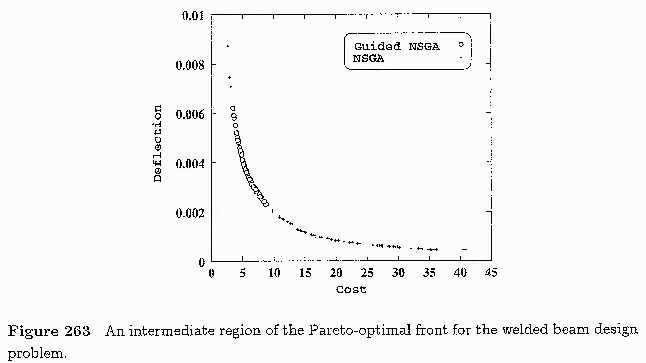 0.01
0.008
0.006
0.004
0.002
0
Deflection
Guided NSGA
NSGA
0 5 10 15 20 25 30 35 40 45
Cost
Figure 263 An intermediate region of the Pareto-optimal front for the welded beam design
problem.